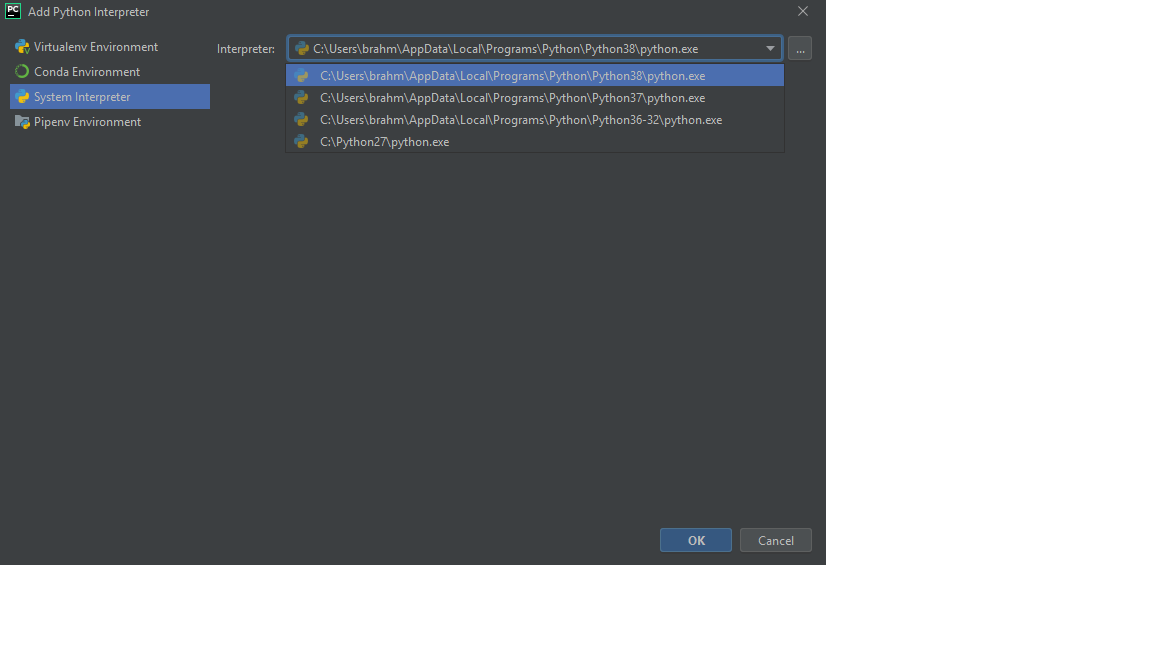 PC Add Python Interpreter
Virtualenv Environment
Conda Environment
System Interpreter
Pipenv Environment
Interpreter: C:\Users\brahm\AppData\Local\Programs\Python\Python38\python.exe ...
C:\Users\brahm\AppData\Local\Programs\Python\Python38\python.exe
C:\Users\brahm\AppData\Local\Programs\Python\Python37\python.exe
C:\Users\brahm\AppData\Local\Programs\Python\Python36-32\python.exe
C:\Python27\python.exe
OK Cancel